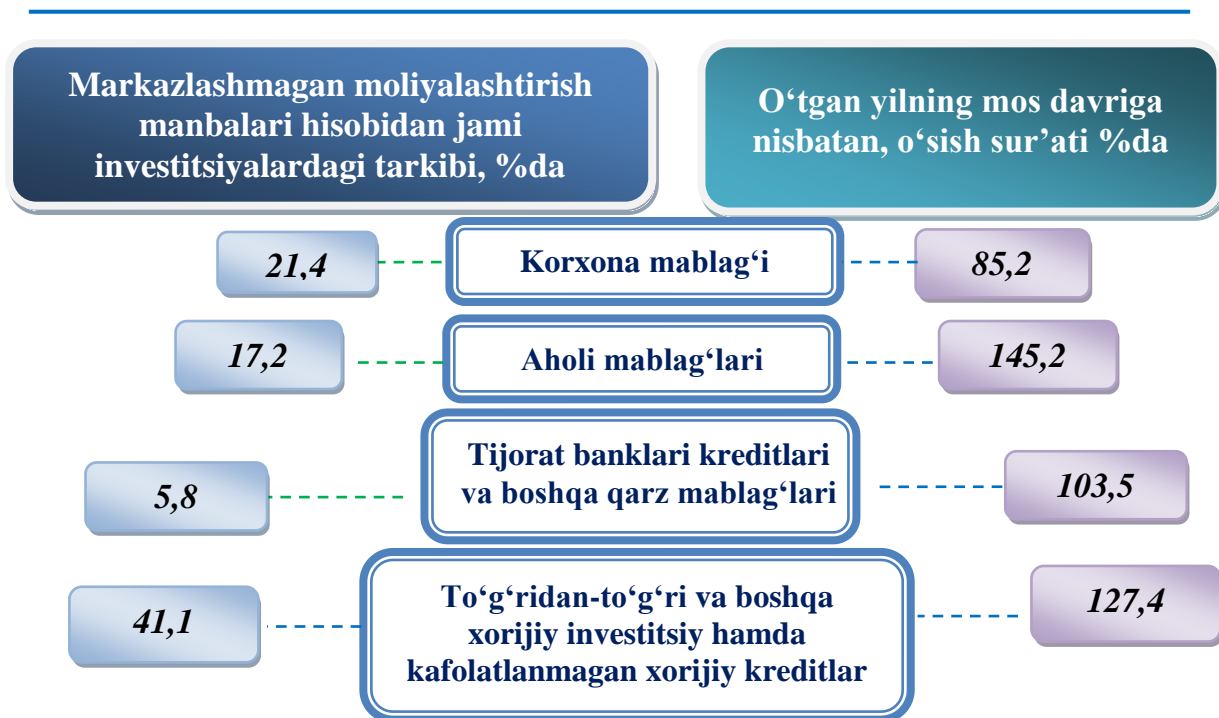 Markazlashmagan moliyalashtirish
manbalari hisobidan jami
investitsiyalardagi tarkibi, %da
O‘tgan yilning mos davriga
nisbatan, o‘sish sur’ati %da
21,4
Korxona mablag‘i
85,2
17,2
Aholi mablag‘lari
145,2
5,8
Tijorat banklari kreditlari
va boshqa qarz mablag‘lari
103,5
41,1
To‘g‘ridan-to‘g‘ri va boshqa
xorijiy investitsiy hamda
kafolatlanmagan xorijiy kreditlar
127,4